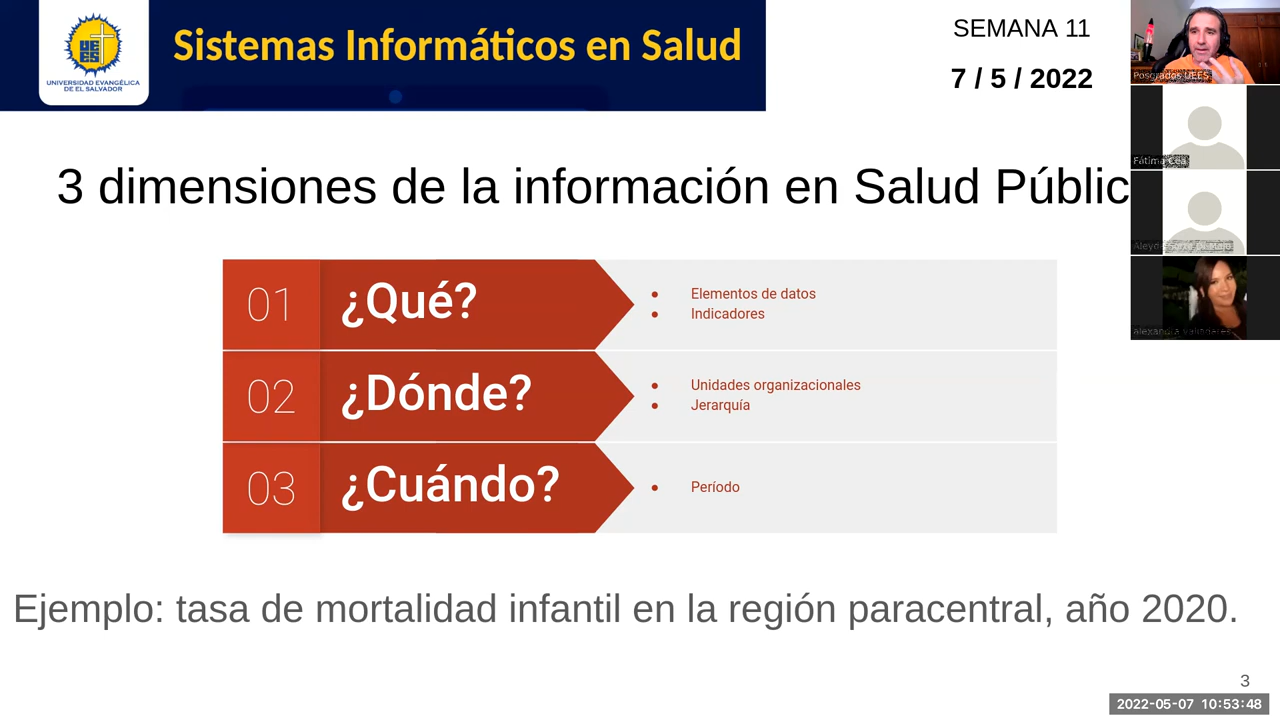 UNIVERSIDAD EVANGÉLICA
DE EL SALVADOR
Sistemas Informáticos en Salud
SEMANA 11
7 / 5 / 2022
Posgrados UEES
Fátima Cea
3 dimensiones de la información en Salud Públic
01 ¿Qué?
Elementos de datos
Indicadores
02 ¿Dónde?
Unidades organizacionales
Jerarquía
03 ¿Cuándo?
Período
Ejemplo: tasa de mortalidad infantil en la región paracentral, año 2020.
3
2022-05-07 10:53:48